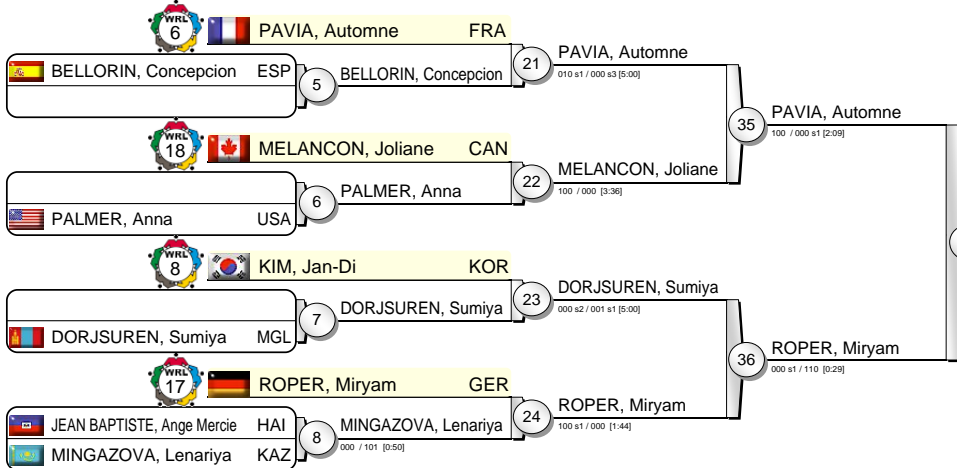 WRL 6 PAVIA, Automne FRA
BELLORIN, Concepcion ESP
5 BELLORIN, Concepcion
21 PAVIA, Automne
010 s1 / 000 s3 [5:00]
WRL 18 MELANCON, Joliane CAN
PALMER, Anna USA
6 PALMER, Anna
22 MELANCON, Joliane
100 / 000 [3:36]
35 PAVIA, Automne
100 / 000 s1 [2:09]
WRL 8 KIM, Jan-Di KOR
DORJSUREN, Sumiya MGL
7 DORJSUREN, Sumiya
23 DORJSUREN, Sumiya
000 s2 / 001 s1 [5:00]
WRL 17 ROPER, Miryam GER
JEAN BAPTISTE, Ange Mercie HAI
MINGAZOVA, Lenariya KAZ
8 MINGAZOVA, Lenariya
000 / 101 [0:50]
24 ROPER, Miryam
100 s1 / 000 [1:44]
36 ROPER, Miryam
000 s1 / 110 [0:29]